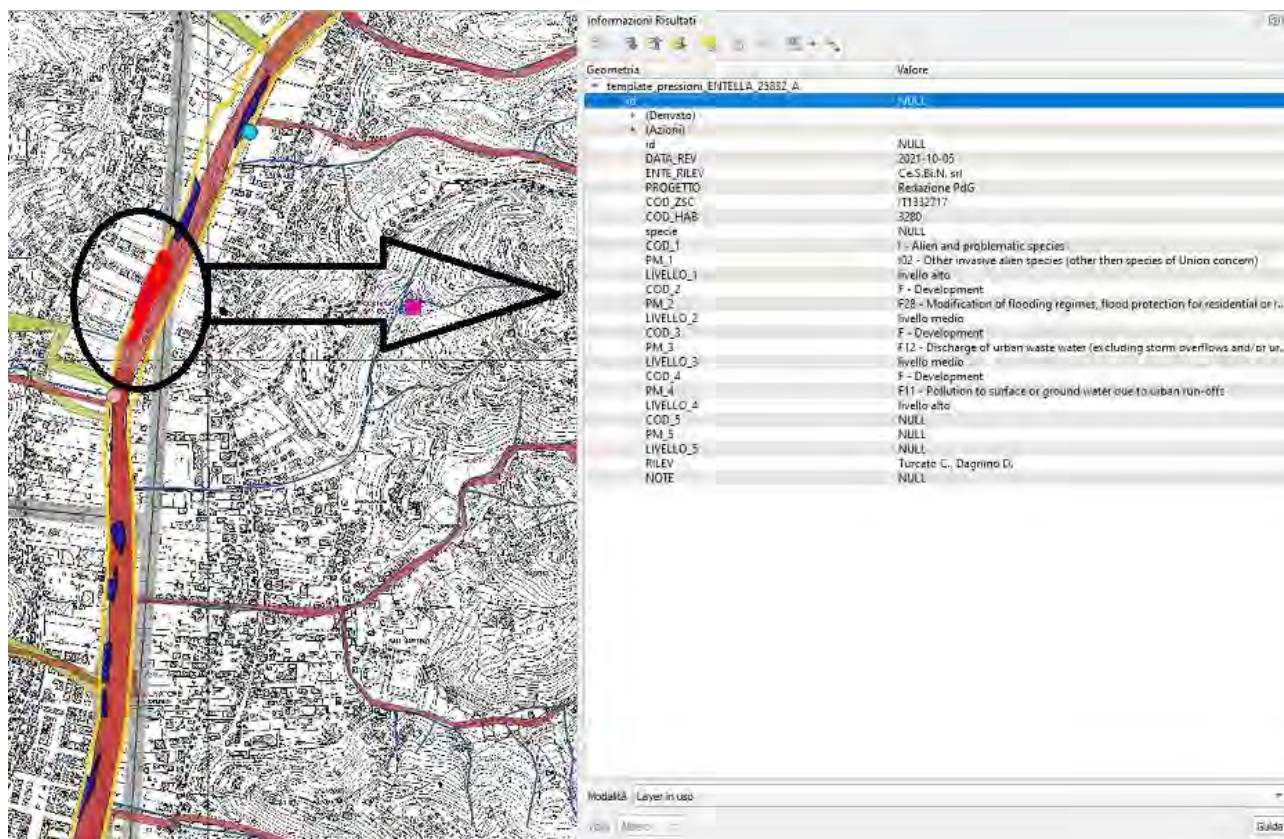 Informazioni Risultati
Geometria Valore
template_pressioni_ENTELLA_25832_A
id NULL
(Derivato)
(Azioni)
id NULL
DATA_REV 2021-10-05
ENTE_RILEV Ce.S.Bi.N. srl
PROGETTO Redazione PdG
COD_ZSC IT1332717
COD_HAB 3280
specie NULL
COD_1 I - Alien and problematic species
PM_1 I02 - Other invasive alien species (other then species of Union concern)
LIVELLO_1 livello alto
COD_2 F - Development
PM_2 F28 - Modification of flooding regimes, flood protection for residential or r...
LIVELLO_2 livello medio
COD_3 F - Development
PM_3 F12 - Discharge of urban waste water (excluding storm overflows and/or ur...
LIVELLO_3 livello medio
COD_4 F - Development
PM_4 F11 - Pollution to surface or ground water due to urban run-offs
LIVELLO_4 livello alto
COD_5 NULL
PM_5 NULL
LIVELLO_5 NULL
RILEV Turcato C., Dagnino D.
NOTE NULL
Modalità Layer in uso
Guida